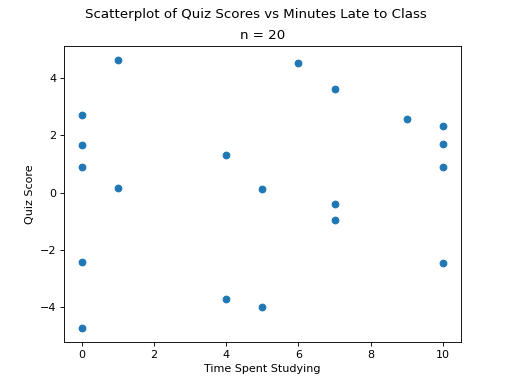 Scatterplot of Quiz Scores vs Minutes Late to Class
n = 20
4
2
0
−2
−4
Quiz Score
0 2 4 6 8 10
Time Spent Studying